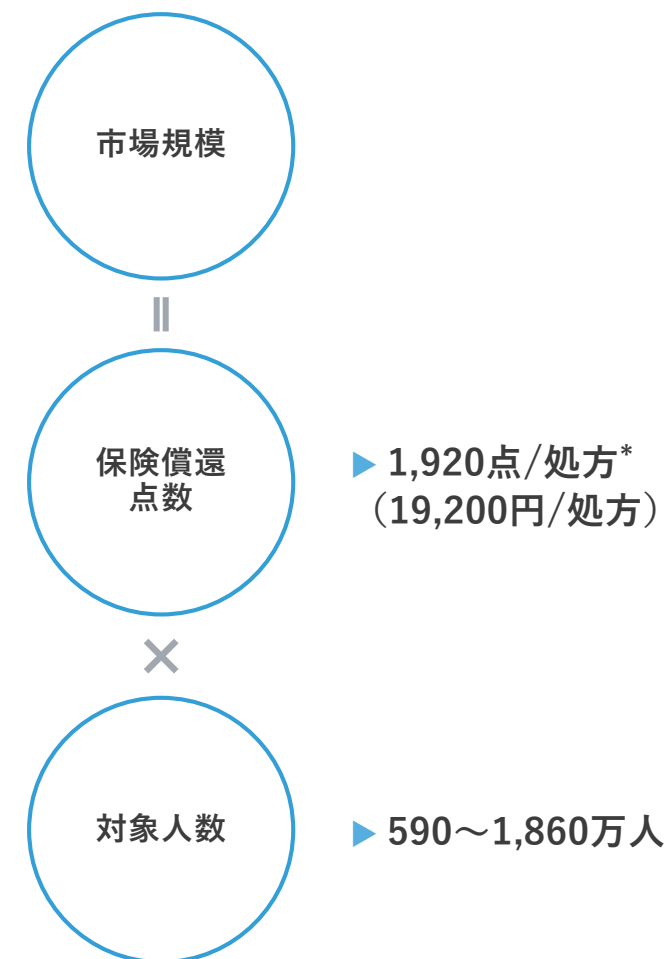 市場規模
=
保険償還
点数
▶ 1,920点/処方*
（19,200円/処方）
×
対象人数
▶ 590～1,860万人